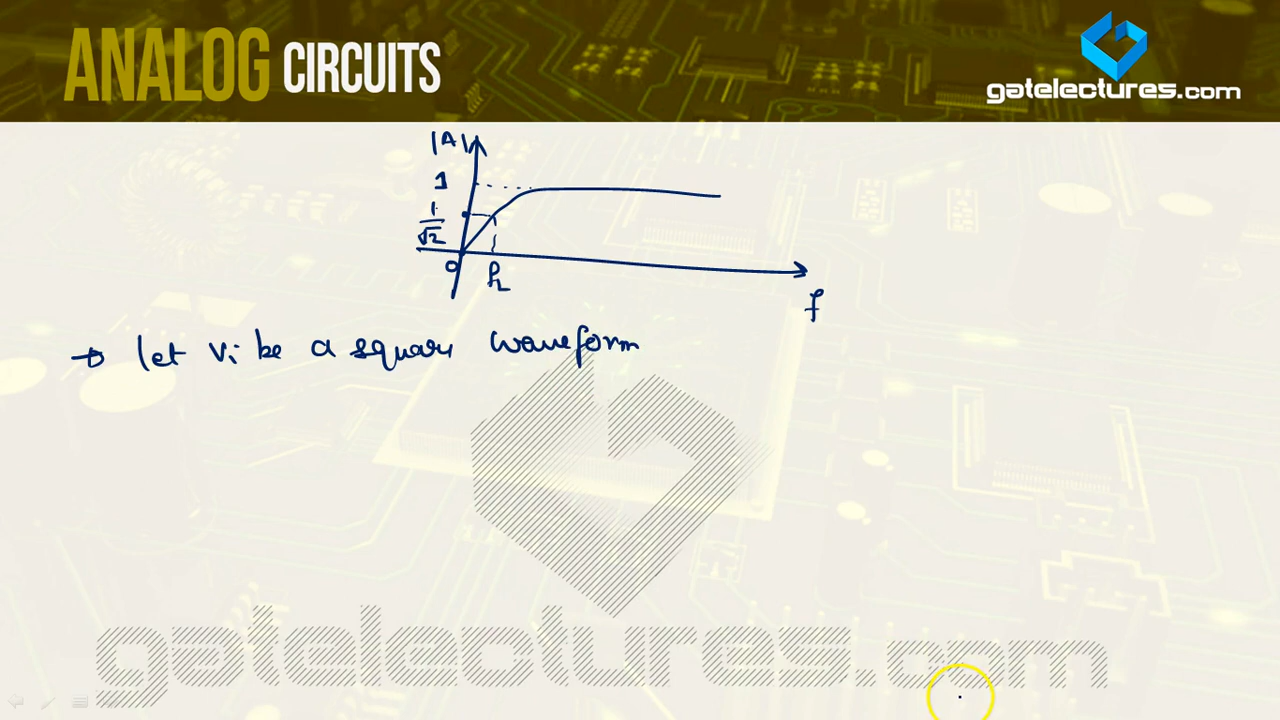 ANALOG CIRCUITS
gatelectures.com
|A|
1
1
√2
0
fL
f
→ let Vi be a square waveform
gatelectures.com